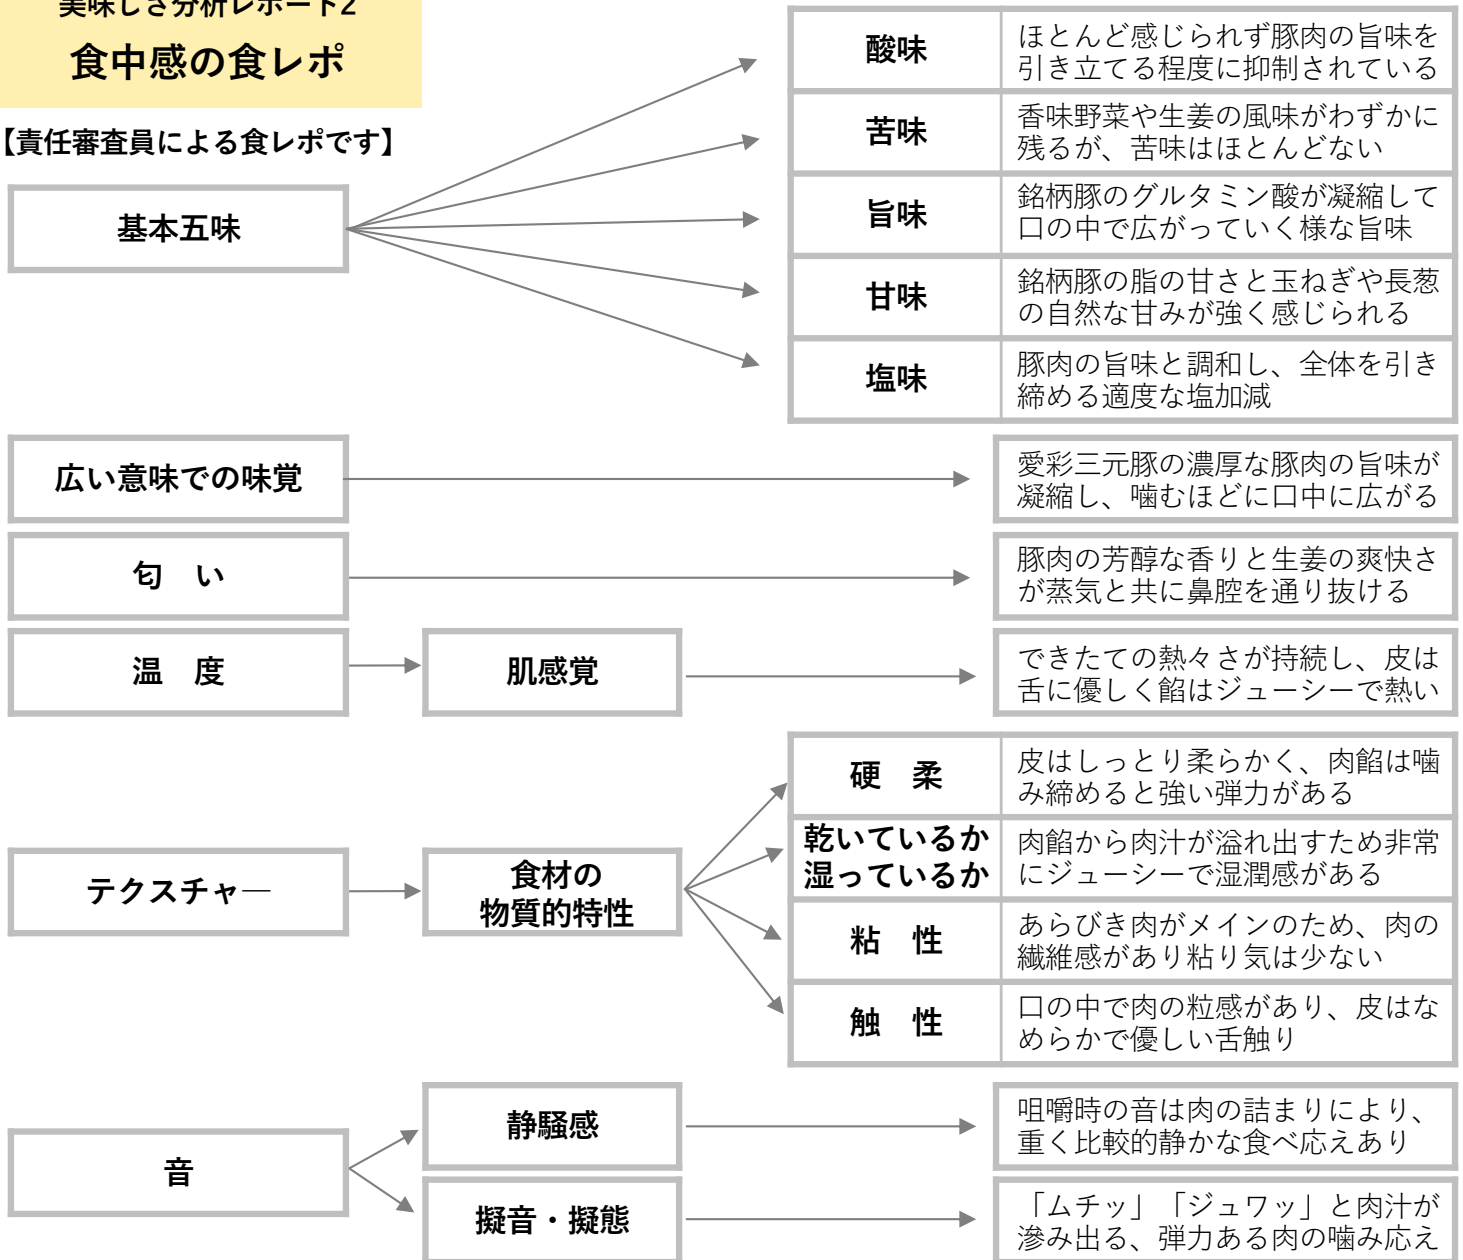 美味しさ分析レポート2
食中感の食レポ
【責任審査員による食レポです】
基本五味
酸味
ほとんど感じられず豚肉の旨味を
引き立てる程度に抑制されている
苦味
香味野菜や生姜の風味がわずかに
残るが、苦味はほとんどない
旨味
銘柄豚のグルタミン酸が凝縮して
口の中で広がっていく様な旨味
甘味
銘柄豚の脂の甘さと玉ねぎや長葱
の自然な甘みが強く感じられる
塩味
豚肉の旨味と調和し、全体を引き
締める適度な塩加減
広い意味での味覚
愛彩三元豚の濃厚な豚肉の旨味が
凝縮し、噛むほどに口中に広がる
匂　い
豚肉の芳醇な香りと生姜の爽快さ
が蒸気と共に鼻腔を通り抜ける
温　度
肌感覚
できたての熱々さが持続し、皮は
舌に優しく餡はジューシーで熱い
テクスチャ―
食材の
物質的特性
硬　柔
皮はしっとり柔らかく、肉餡は噛
み締めると強い弾力がある
乾いているか
湿っているか
肉餡から肉汁が溢れ出すため非常
にジューシーで湿潤感がある
粘　性
あらびき肉がメインのため、肉の
繊維感があり粘り気は少ない
触　性
口の中で肉の粒感があり、皮はな
めらかで優しい舌触り
音
静騒感
咀嚼時の音は肉の詰まりにより、
重く比較的静かな食べ応えあり
擬音・擬態
「ムチッ」「ジュワッ」と肉汁が
滲み出る、弾力ある肉の噛み応え